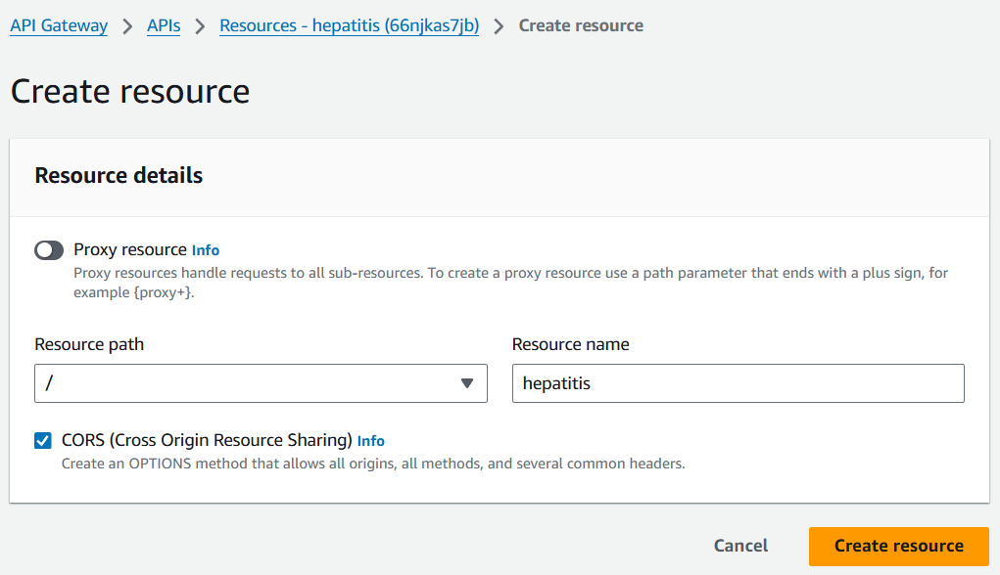 API Gateway > APIs > Resources - hepatitis (66njkas7jb) > Create resource
Create resource
Resource details
Proxy resource Info
Proxy resources handle requests to all sub-resources. To create a proxy resource use a path parameter that ends with a plus sign, for
example {proxy+}.
Resource path
/
Resource name
hepatitis
CORS (Cross Origin Resource Sharing) Info
Create an OPTIONS method that allows all origins, all methods, and several common headers.
Cancel
Create resource